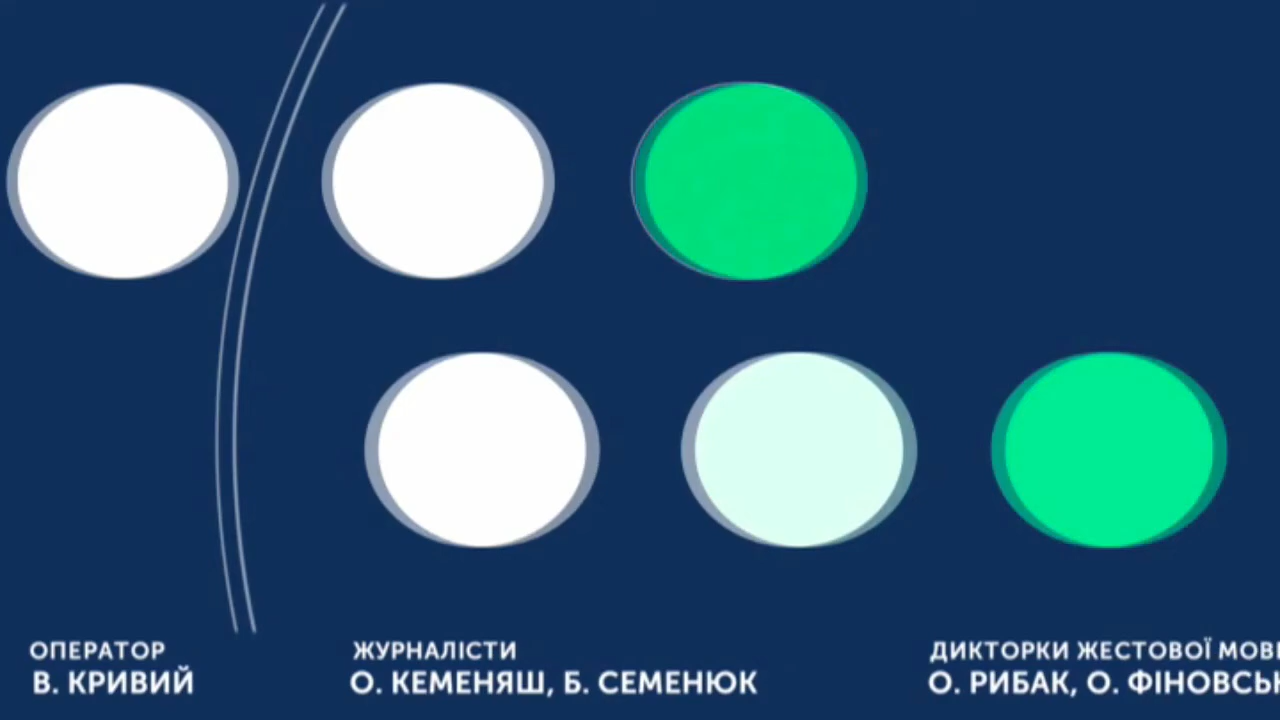 ОПЕРАТОР
В. КРИВИЙ
ЖУРНАЛІСТИ
О. КЕМЕНЯШ, Б. СЕМЕНЮК
ДИКТОРКИ ЖЕСТОВОЇ
О. РИБАК, О.